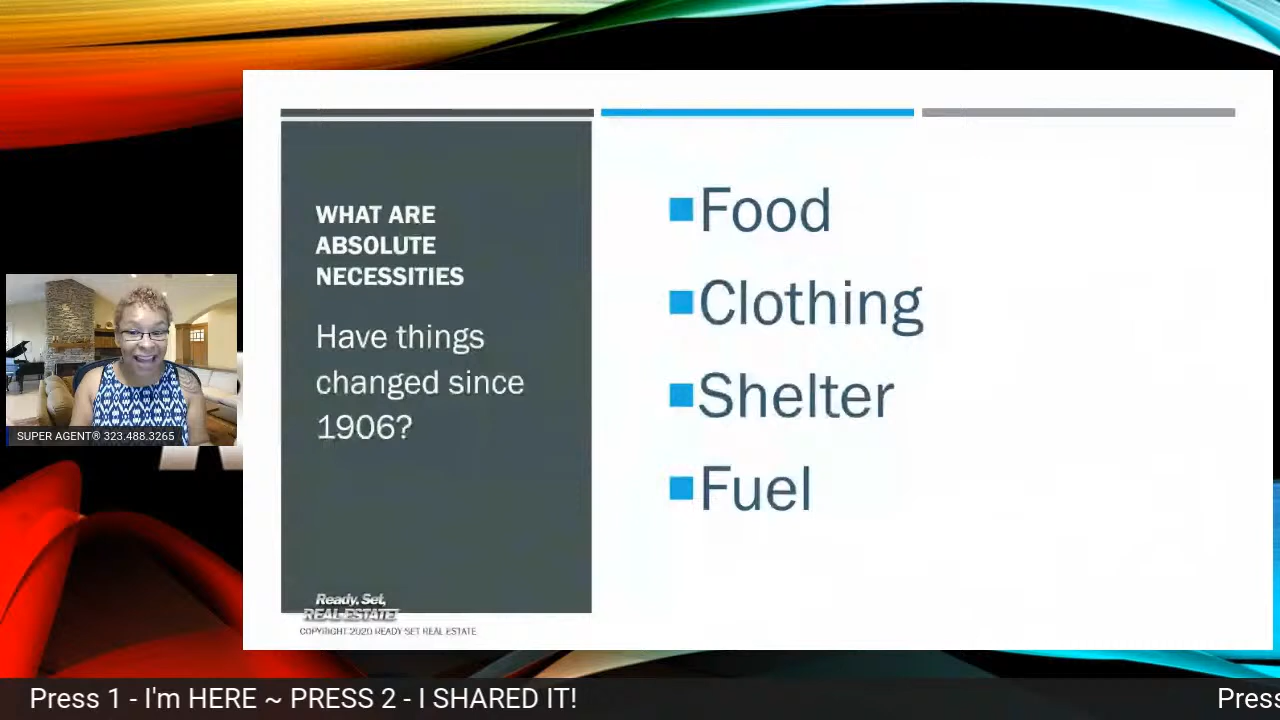 WHAT ARE
ABSOLUTE
NECESSITIES
Have things
changed since
1906?
Food
Clothing
Shelter
Fuel
SUPER AGENT® 323.488.3265
Ready, Set,
REAL ESTATE!
COPYRIGHT 2020 READY SET REAL ESTATE
Press 1 - I'm HERE ~ PRESS 2 - I SHARED IT!
Press